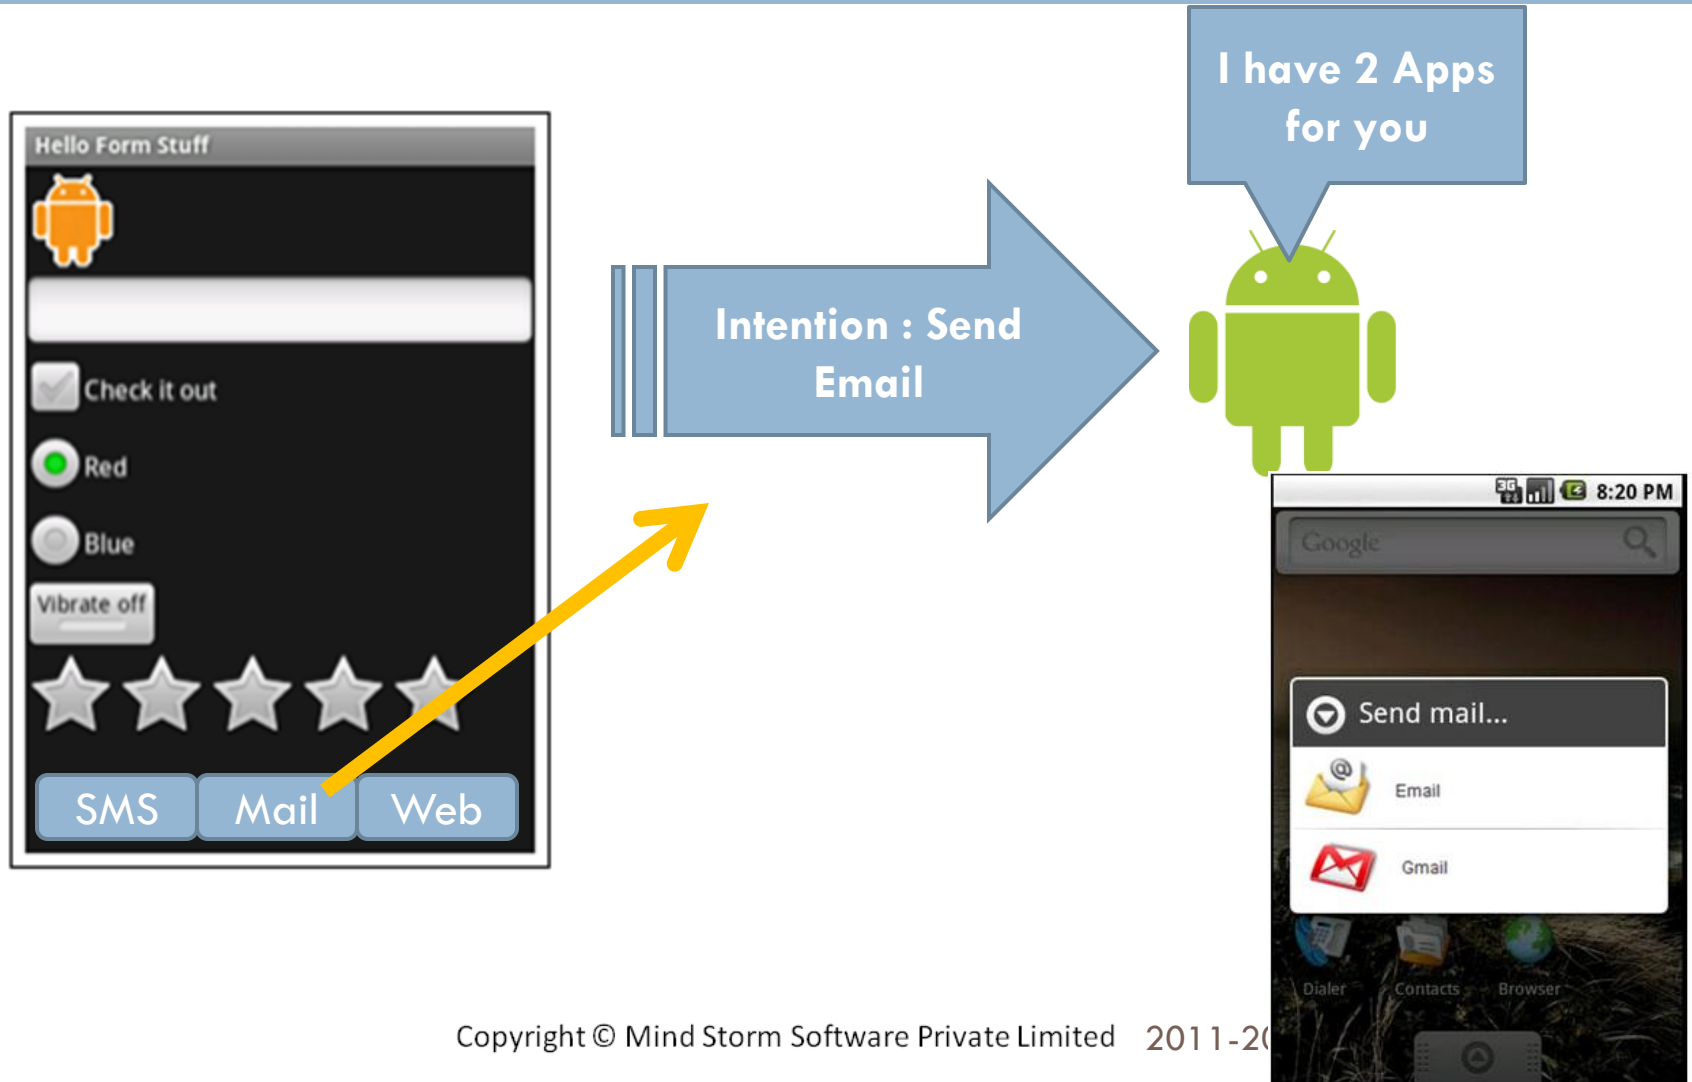 I have 2 Apps
for you
Hello Form Stuff
Check it out
Red
Blue
Vibrate off
SMS
Mail
Web
Intention : Send
Email
3G
8:20 PM
Google
Send mail...
@
Email
Gmail
Dialer
Contacts
Browser
Copyright © Mind Storm Software Private Limited 2011-20